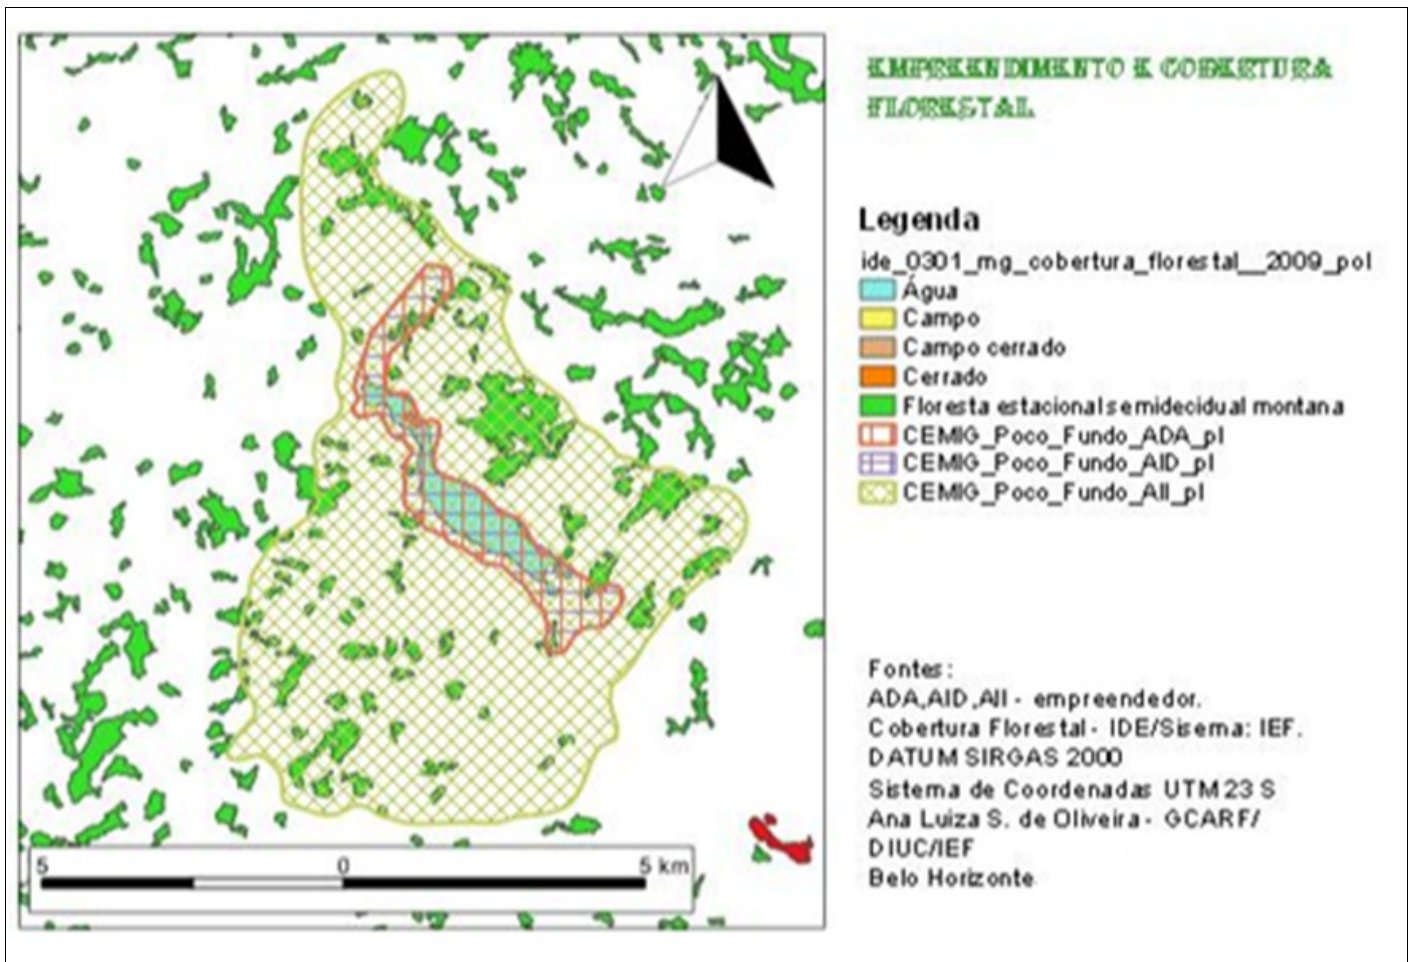 EMPREENDIMENTO E COBERTURA
FLORESTAL
Legenda
ide_0301_mg_cobertura_florestal__2009_pol
Água
Campo
Campo cerrado
Cerrado
Floresta estacional semidecidual montana
CEMIG_Poco_Fundo_ADA_pl
CEMIG_Poco_Fundo_AID_pl
CEMIG_Poco_Fundo_AII_pl
Fontes:
ADA,AID,AII - empreendedor.
Cobertura Florestal - IDE/Sisema: IEF.
DATUM SIRGAS 2000
Sistema de Coordenadas UTM 23 S
Ana Luiza S. de Oliveira - GCARF/
DIUC/IEF
Belo Horizonte
5 0 5 km